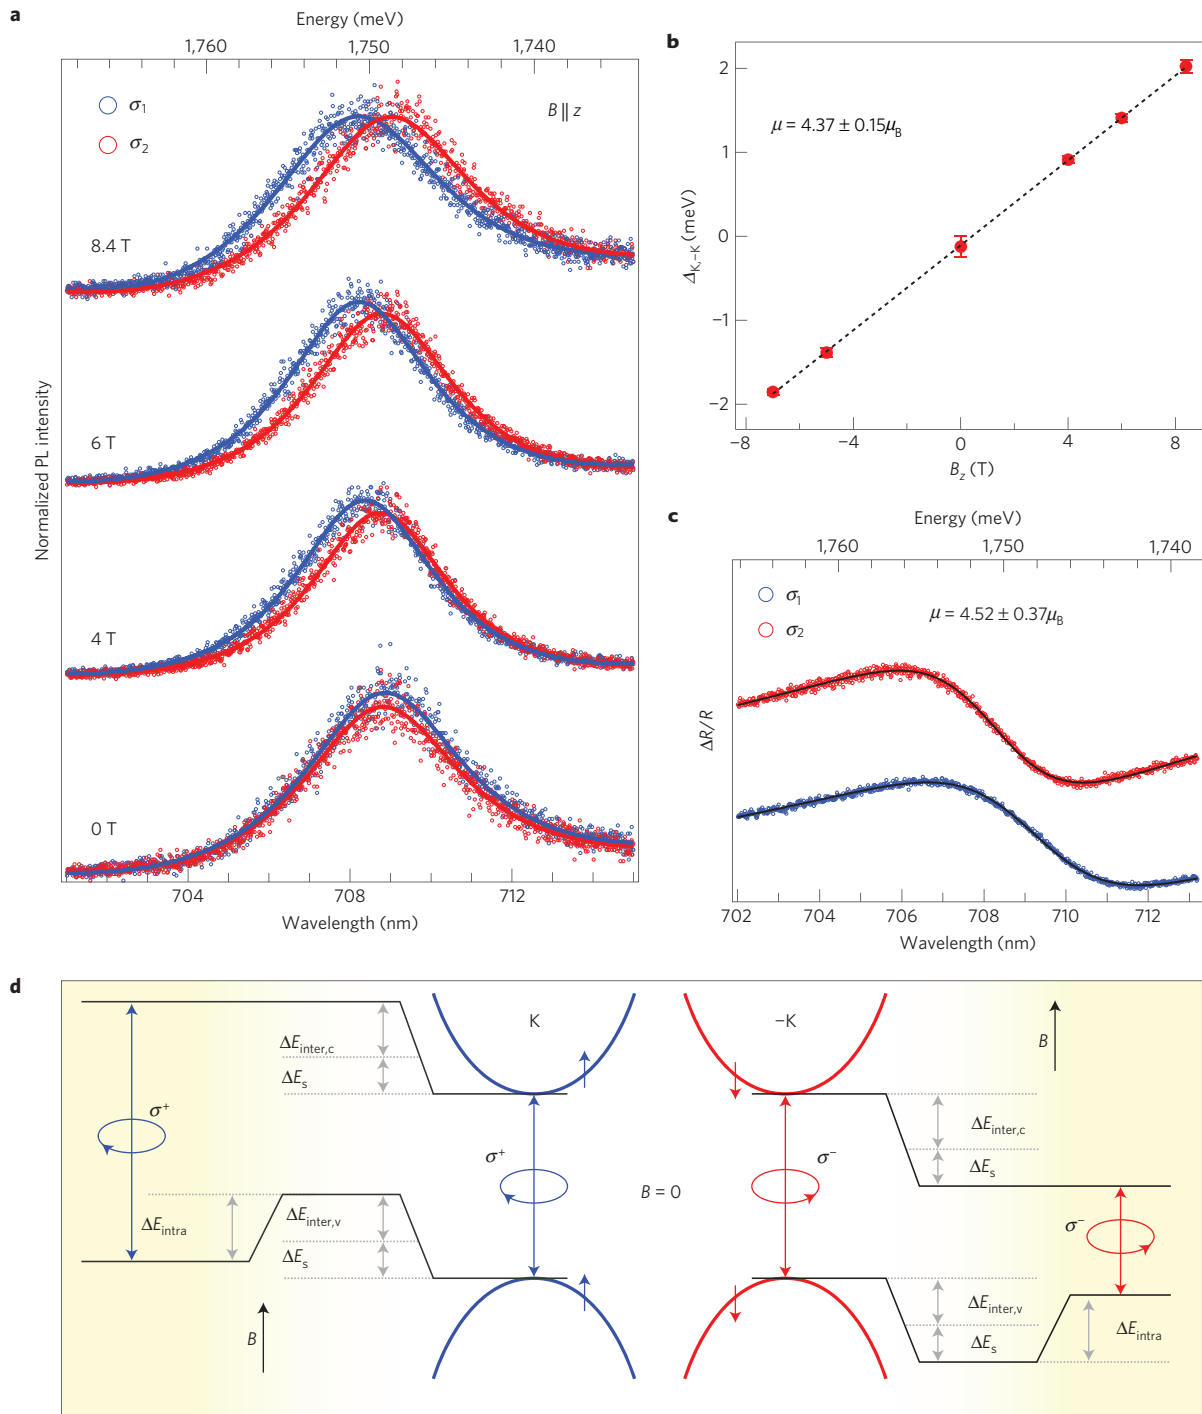 a
Energy (meV)
1,760 1,750 1,740
σ1
σ2
B || z
8.4 T
6 T
4 T
0 T
Normalized PL intensity
704 708 712
Wavelength (nm)
b
μ = 4.37 ± 0.15μB
2
1
0
−1
−2
ΔK,−K (meV)
−8 −4 0 4 8
Bz (T)
c
Energy (meV)
1,760 1,750 1,740
σ1
σ2
μ = 4.52 ± 0.37μB
ΔR/R
702 704 706 708 710 712
Wavelength (nm)
d
K
−K
ΔEinter,c
ΔEs
σ+
ΔEintra
ΔEinter,v
ΔEs
B
σ+
B = 0
σ−
B
ΔEinter,c
ΔEs
σ−
ΔEinter,v
ΔEs
ΔEintra